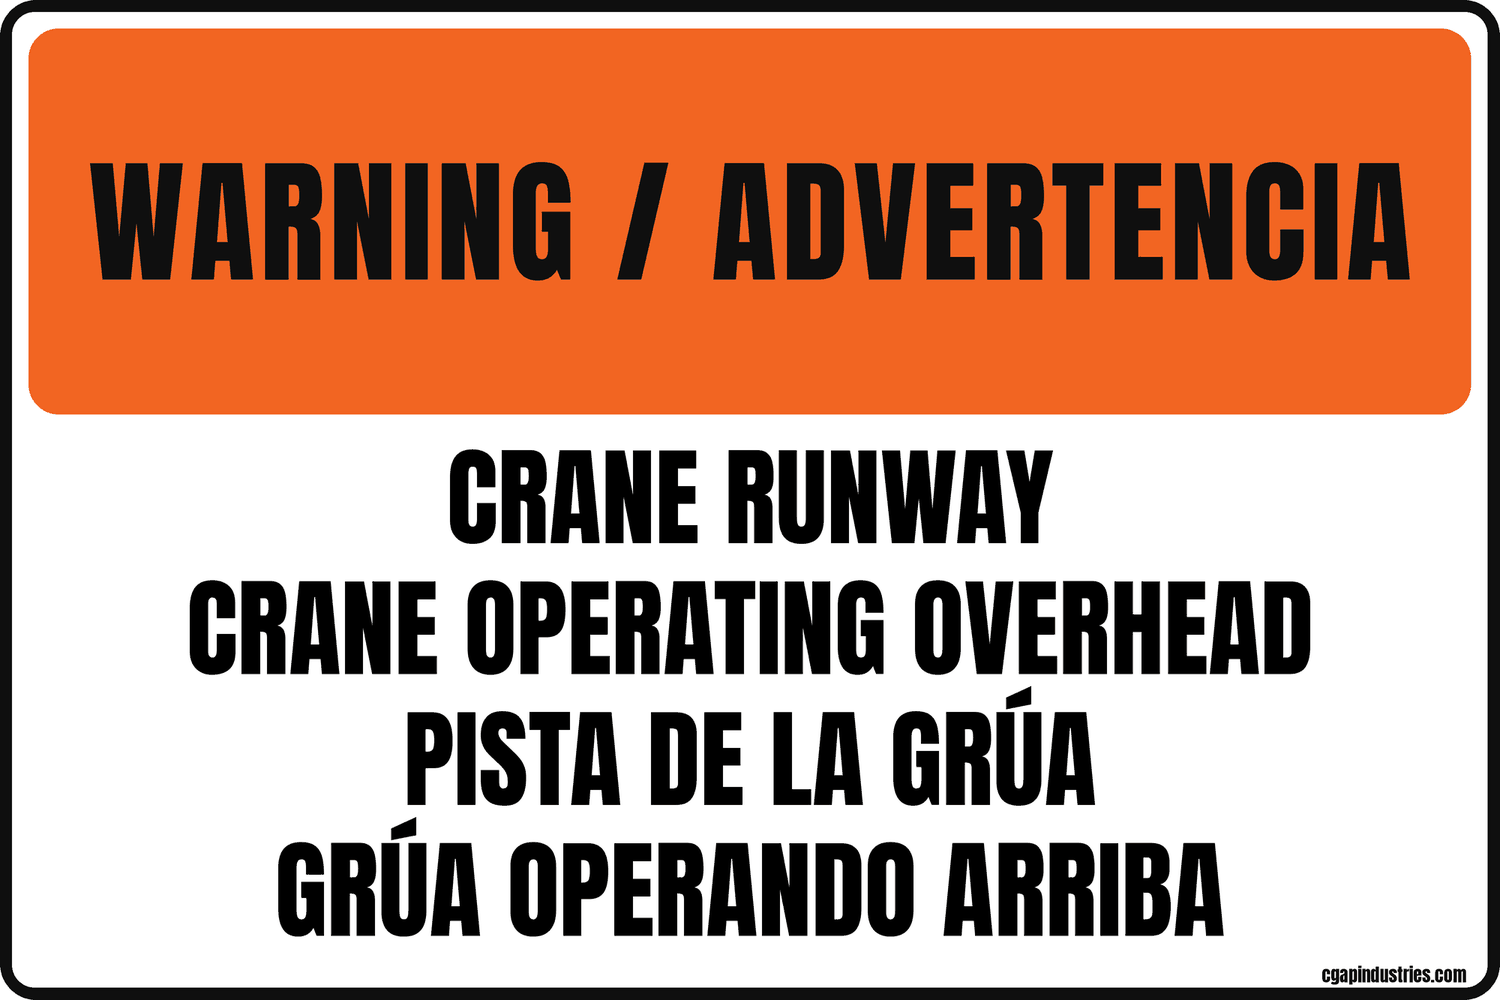 WARNING / ADVERTENCIA
CRANE RUNWAY
CRANE OPERATING OVERHEAD
PISTA DE LA GRÚA
GRÚA OPERANDO ARRIBA
cgapindustries.com